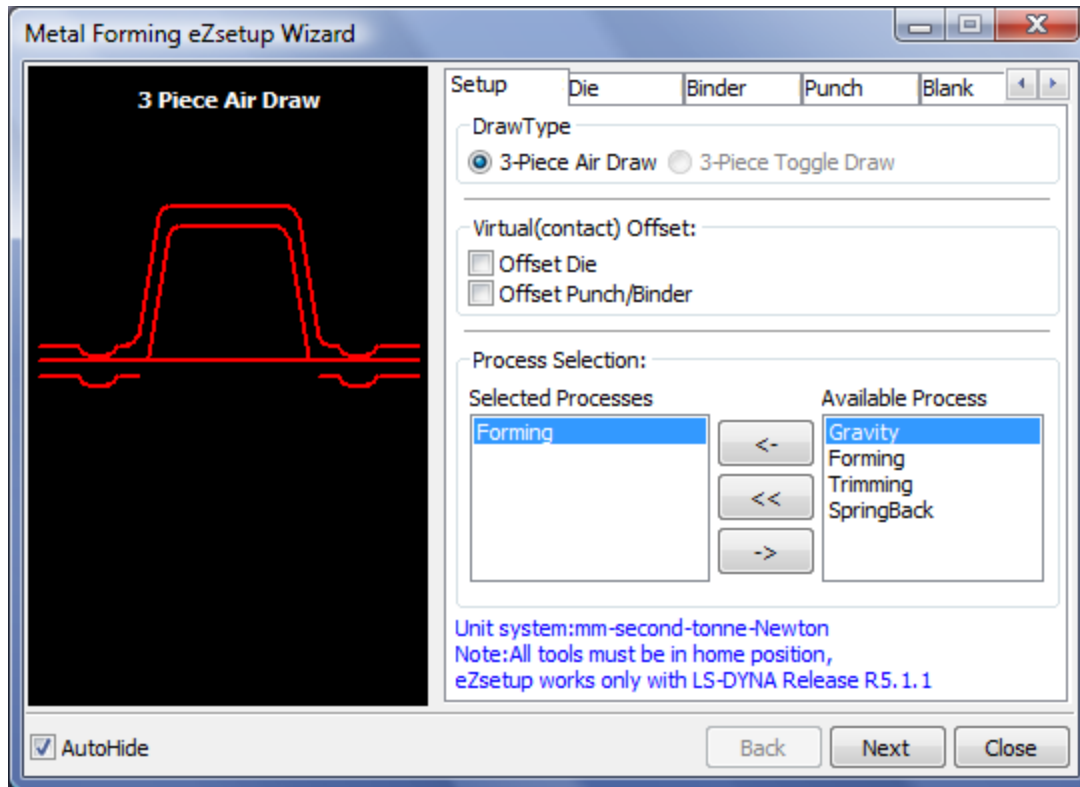 Metal Forming eZsetup Wizard
3 Piece Air Draw
Setup Die Binder Punch Blank
DrawType
3-Piece Air Draw 3-Piece Toggle Draw
Virtual(contact) Offset:
Offset Die
Offset Punch/Binder
Process Selection:
Selected Processes Available Process
Forming <- Gravity
Forming
<< Trimming
SpringBack
->
Unit system:mm-second-tonne-Newton
Note:All tools must be in home position,
eZsetup works only with LS-DYNA Release R5.1.1
AutoHide Back Next Close